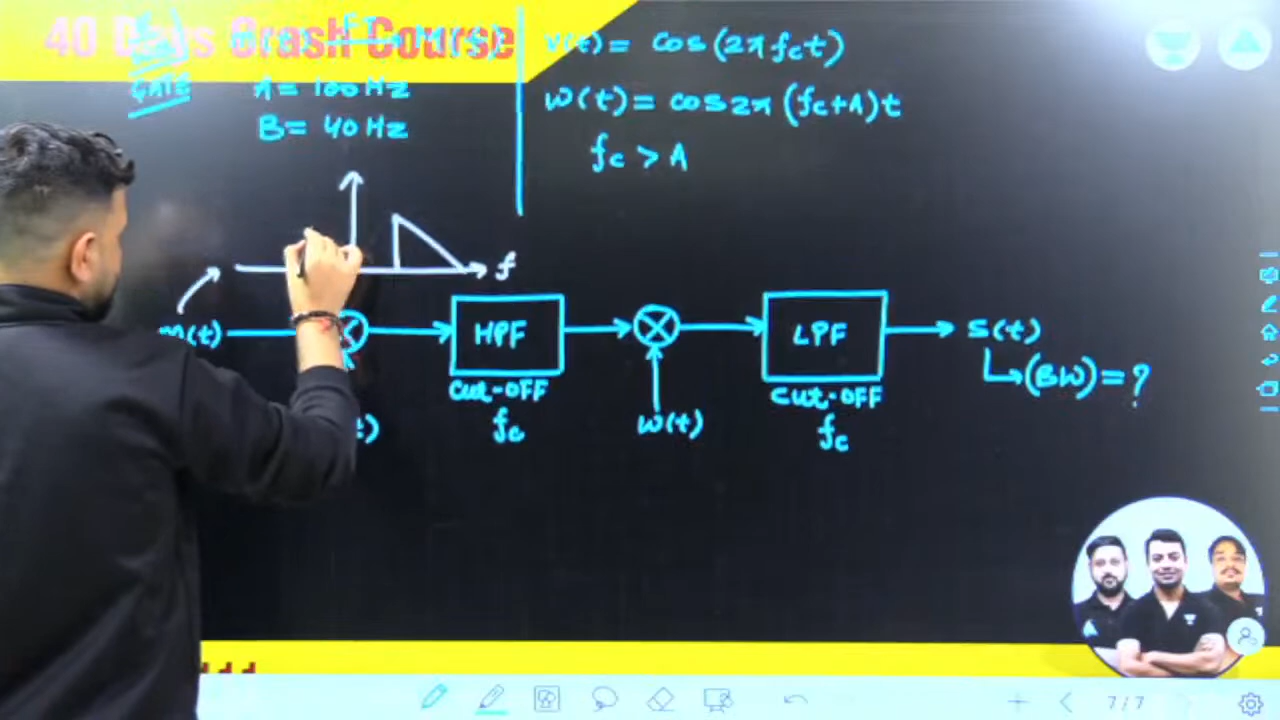 40 Days Crash Course
GATE
A = 100 Hz
B = 40 Hz
V(t) = cos (2π fct)
W(t) = cos 2π (fc+A)t
fc > A
f
m(t)
HPF
LPF
S(t)
(BW) = ?
cut-OFF
fc
W(t)
cut-OFF
fc
7/7